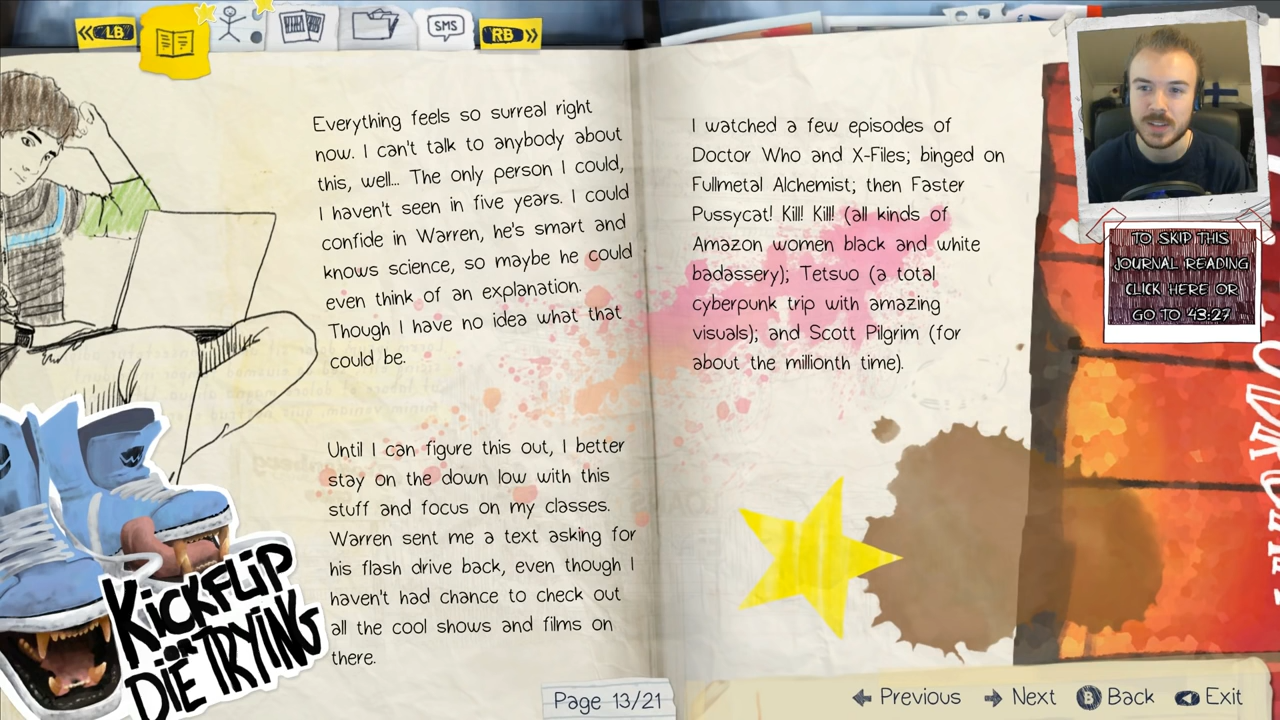 LB
SMS
RB
Everything feels so surreal right
now. I can't talk to anybody about
this, well... The only person I could,
I haven't seen in five years. I could
confide in Warren, he's smart and
knows science, so maybe he could
even think of an explanation.
Though I have no idea what that
could be.
Until I can figure this out, I better
stay on the down low with this
stuff and focus on my classes.
Warren sent me a text asking for
his flash drive back, even though I
haven't had chance to check out
all the cool shows and films on
there.
KICKFLIP
OR
DIE TRYING
I watched a few episodes of
Doctor Who and X-Files; binged on
Fullmetal Alchemist; then Faster
Pussycat! Kill! Kill! (all kinds of
Amazon women black and white
badassery); Tetsuo (a total
cyberpunk trip with amazing
visuals); and Scott Pilgrim (for
about the millionth time).
TO SKIP THIS
JOURNAL READING
CLICK HERE OR
GO TO 43:27
Page 13/21
Previous
Next
B Back
Exit